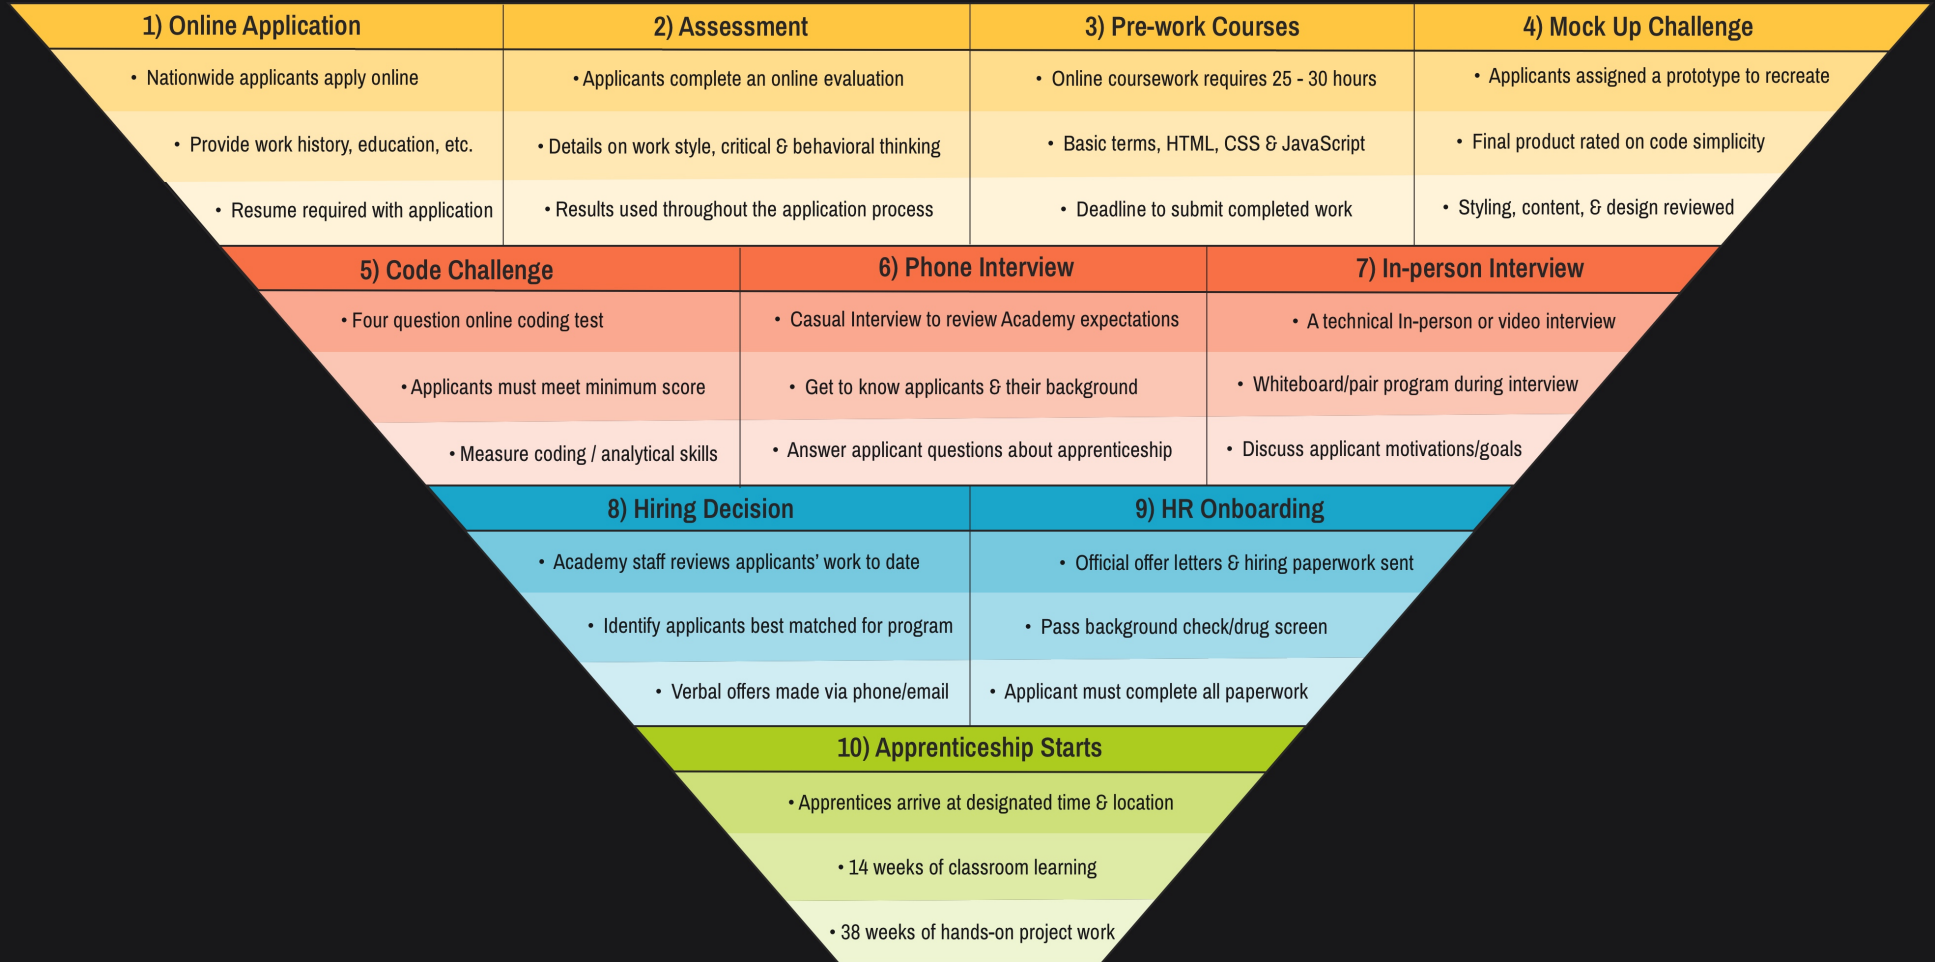 1) Online Application
• Nationwide applicants apply online
• Provide work history, education, etc.
• Resume required with application
2) Assessment
• Applicants complete an online evaluation
• Details on work style, critical & behavioral thinking
• Results used throughout the application process
3) Pre-work Courses
• Online coursework requires 25 - 30 hours
• Basic terms, HTML, CSS & JavaScript
• Deadline to submit completed work
4) Mock Up Challenge
• Applicants assigned a prototype to recreate
• Final product rated on code simplicity
• Styling, content, & design reviewed
5) Code Challenge
• Four question online coding test
• Applicants must meet minimum score
• Measure coding / analytical skills
6) Phone Interview
• Casual Interview to review Academy expectations
• Get to know applicants & their background
• Answer applicant questions about apprenticeship
7) In-person Interview
• A technical In-person or video interview
• Whiteboard/pair program during interview
• Discuss applicant motivations/goals
8) Hiring Decision
• Academy staff reviews applicants’ work to date
• Identify applicants best matched for program
• Verbal offers made via phone/email
9) HR Onboarding
• Official offer letters & hiring paperwork sent
• Pass background check/drug screen
• Applicant must complete all paperwork
10) Apprenticeship Starts
• Apprentices arrive at designated time & location
• 14 weeks of classroom learning
• 38 weeks of hands-on project work